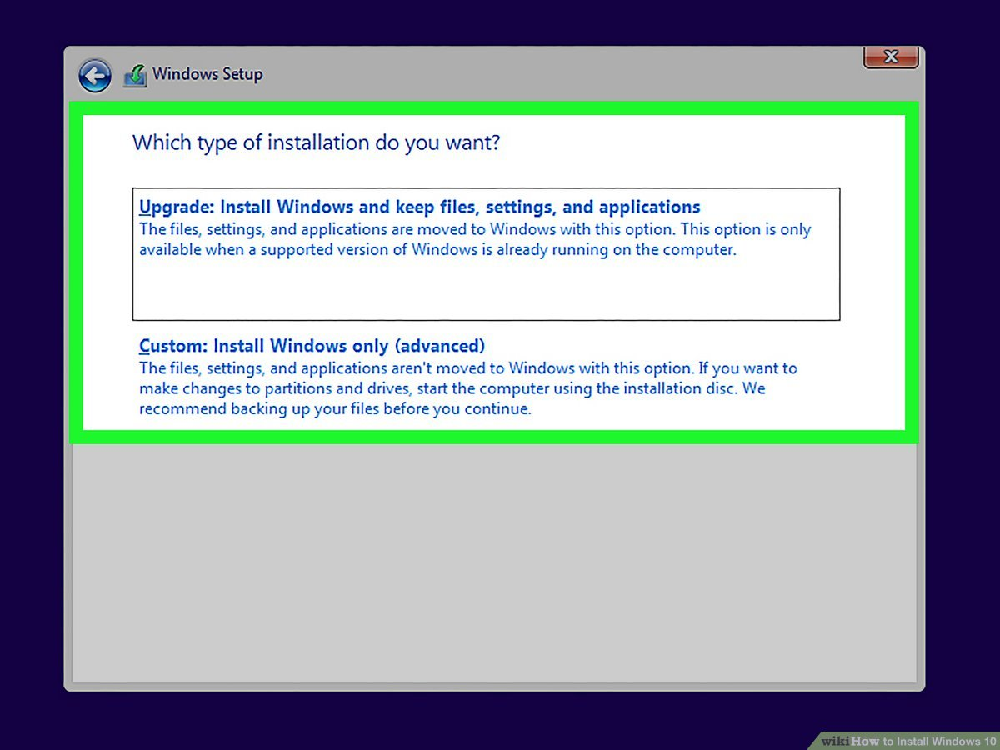 Windows Setup
Which type of installation do you want?
Upgrade: Install Windows and keep files, settings, and applications
The files, settings, and applications are moved to Windows with this option. This option is only
available when a supported version of Windows is already running on the computer.
Custom: Install Windows only (advanced)
The files, settings, and applications aren't moved to Windows with this option. If you want to
make changes to partitions and drives, start the computer using the installation disc. We
recommend backing up your files before you continue.
wikiHow to Install Windows 10